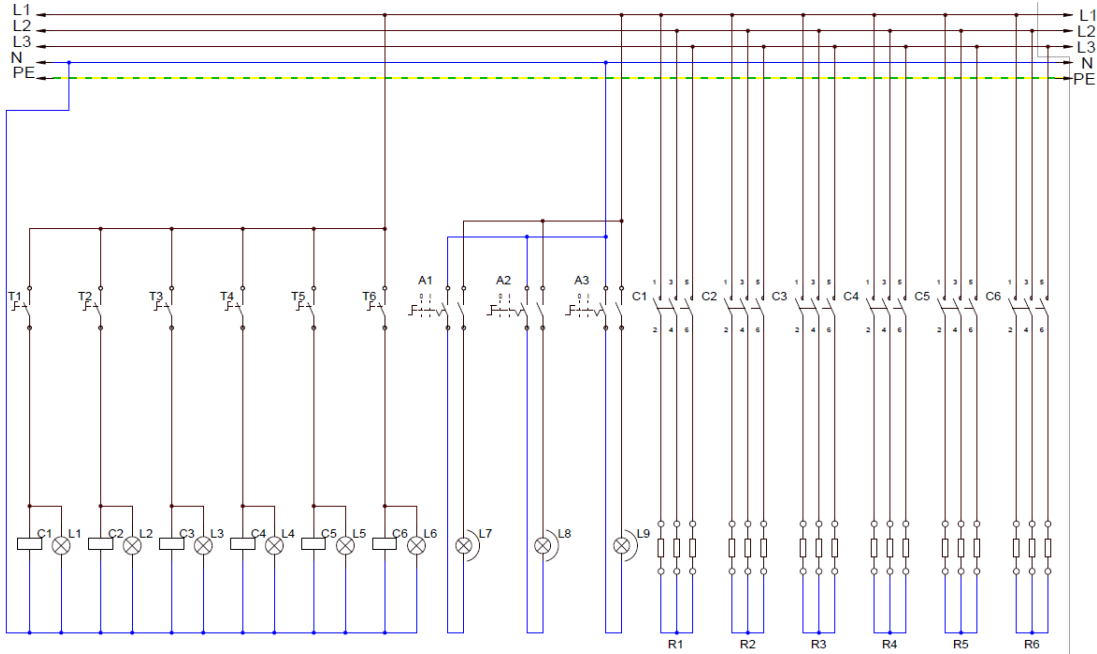 L1 L1
L2 L2
L3 L3
N N
PE PE
A1 A2 A3
1 3 5 1 3 5 1 3 5 1 3 5 1 3 5 1 3 5
T1 T2 T3 T4 T5 T6 C1 C2 C3 C4 C5 C6
2 4 6 2 4 6 2 4 6 2 4 6 2 4 6 2 4 6
C1 L1 C2 L2 C3 L3 C4 L4 C5 L5 C6 L6 L7 L8 L9
R1 R2 R3 R4 R5 R6